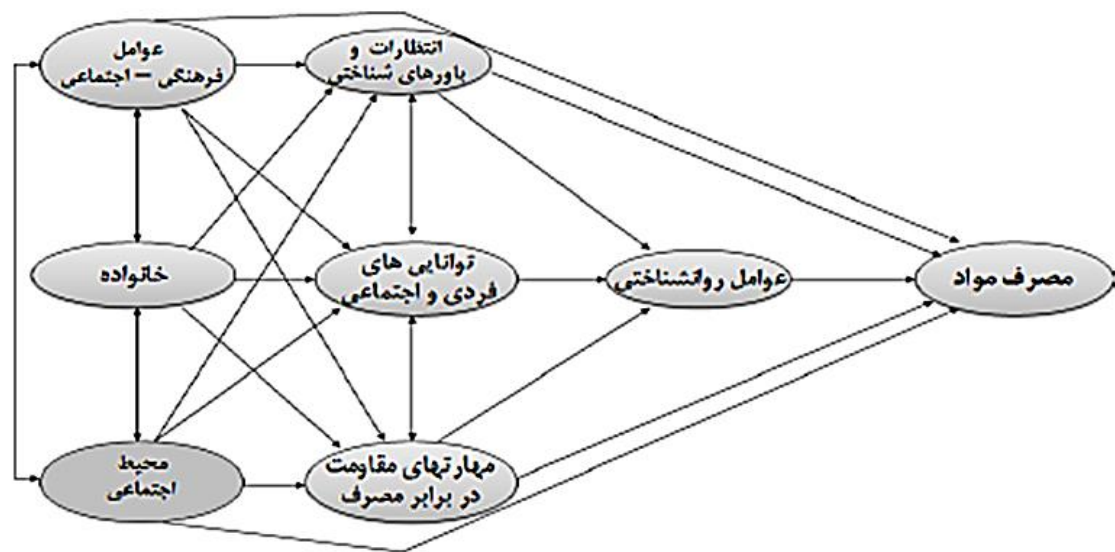 عوامل
فرهنگی – اجتماعی
انتظارات و
باورهای شناختی
خانواده
توانایی های
فردی و اجتماعی
عوامل روانشناختی
مصرف مواد
محیط
اجتماعی
مهارتهای مقاومت
در برابر مصرف